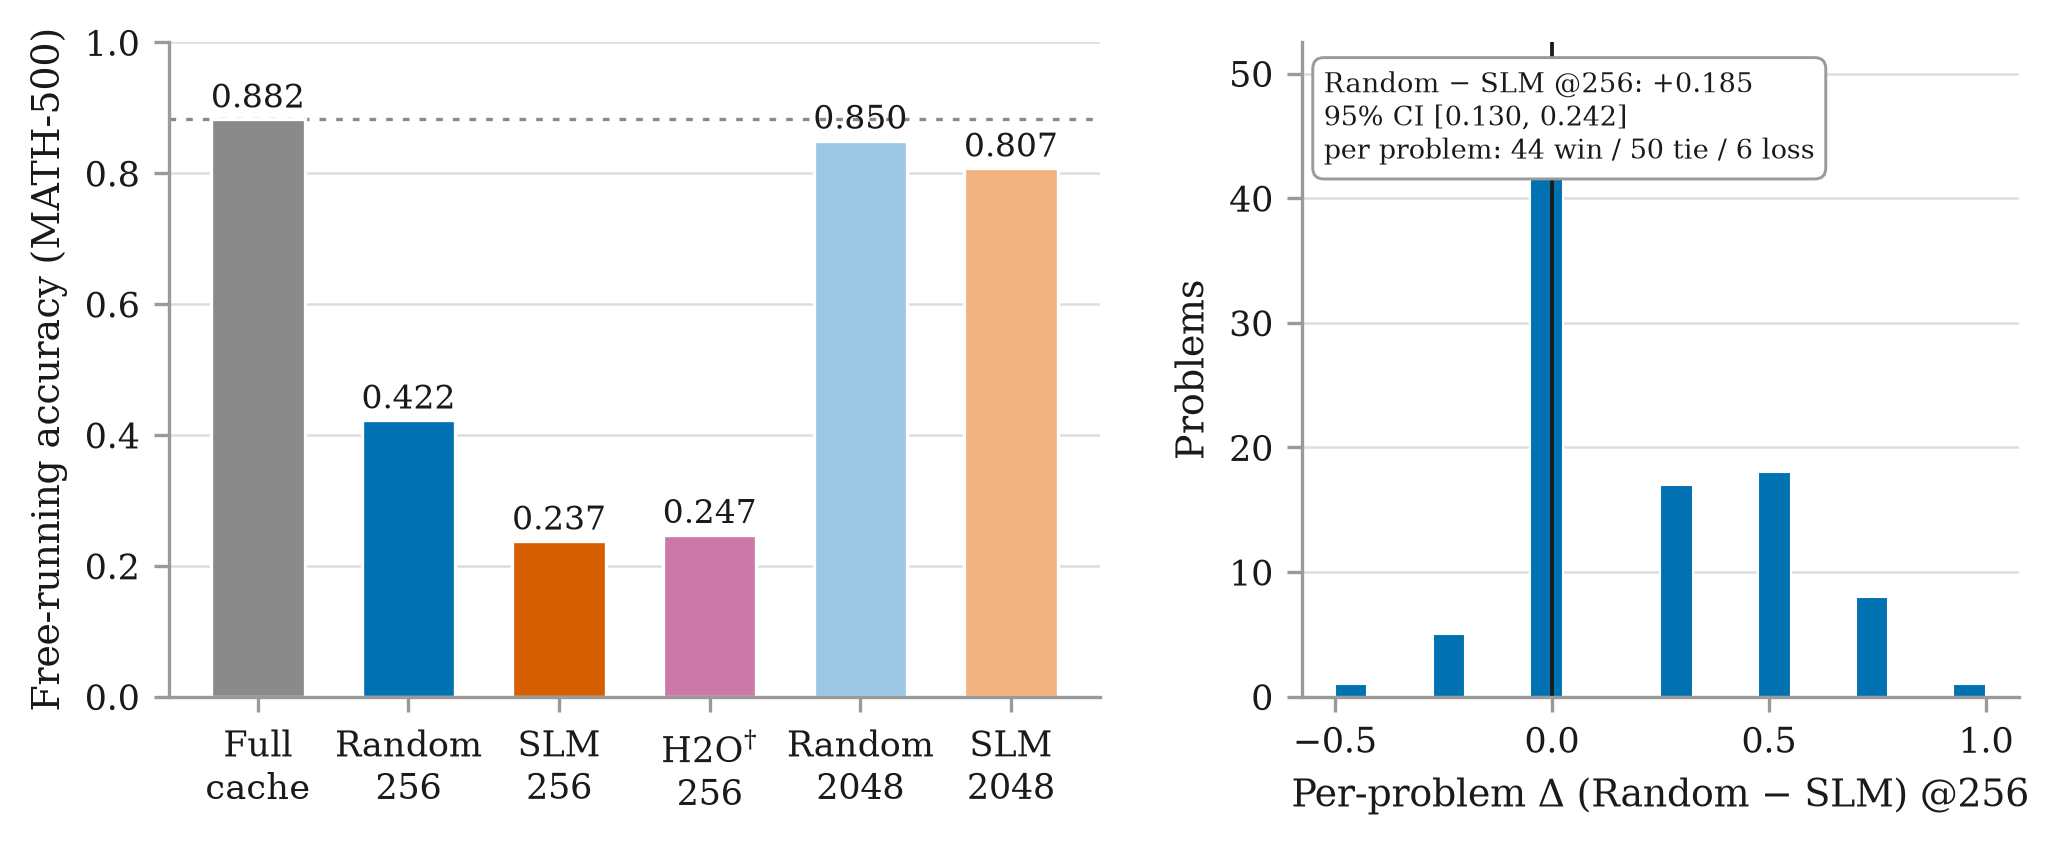 Free-running accuracy (MATH-500)
1.0
0.8
0.6
0.4
0.2
0.0
0.882
0.422
0.237
0.247
0.850
0.807
Full
cache
Random
256
SLM
256
H2O†
256
Random
2048
SLM
2048
Problems
50
40
30
20
10
0
Random − SLM @256: +0.185
95% CI [0.130, 0.242]
per problem: 44 win / 50 tie / 6 loss
−0.5
0.0
0.5
1.0
Per-problem Δ (Random − SLM) @256